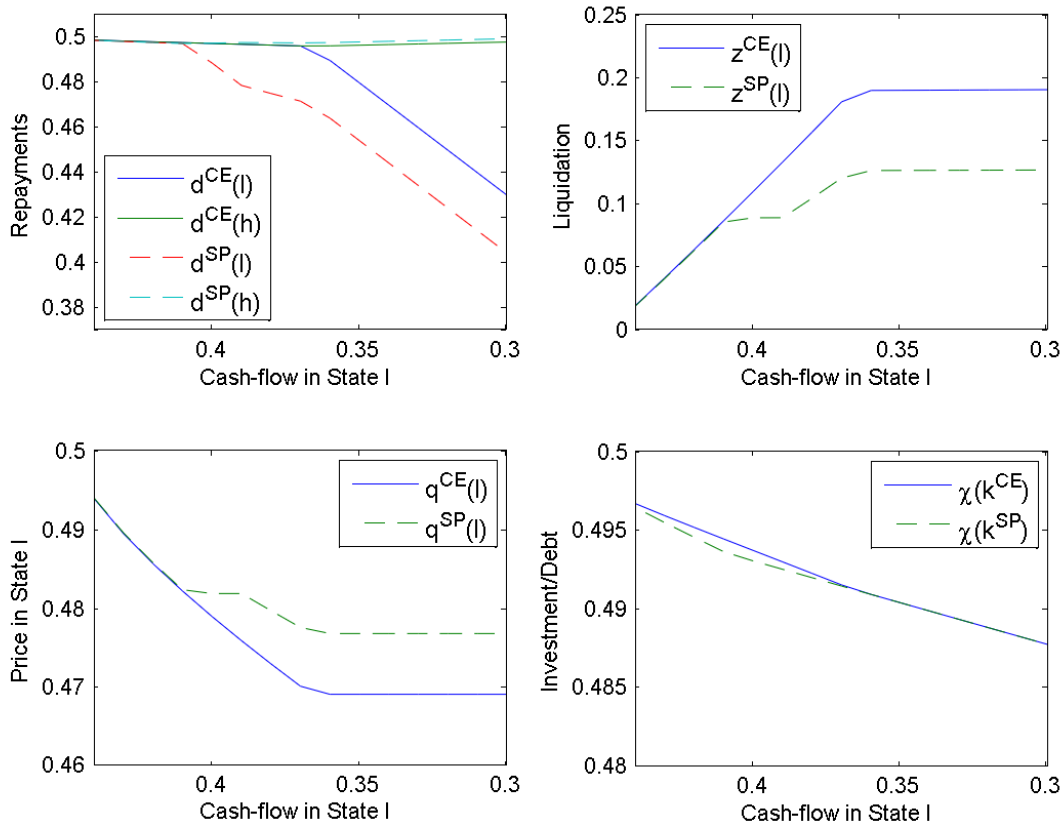 0.5
0.48
0.46
0.44
0.42
0.4
0.38
Repayments
d^CE(l)
d^CE(h)
d^SP(l)
d^SP(h)
0.4 0.35 0.3
Cash-flow in State l
0.25
0.2
0.15
0.1
0.05
0
Liquidation
z^CE(l)
z^SP(l)
0.4 0.35 0.3
Cash-flow in State l
0.5
0.49
0.48
0.47
0.46
Price in State l
q^CE(l)
q^SP(l)
0.4 0.35 0.3
Cash-flow in State l
0.5
0.495
0.49
0.485
0.48
Investment/Debt
χ(k^CE)
χ(k^SP)
0.4 0.35 0.3
Cash-flow in State l